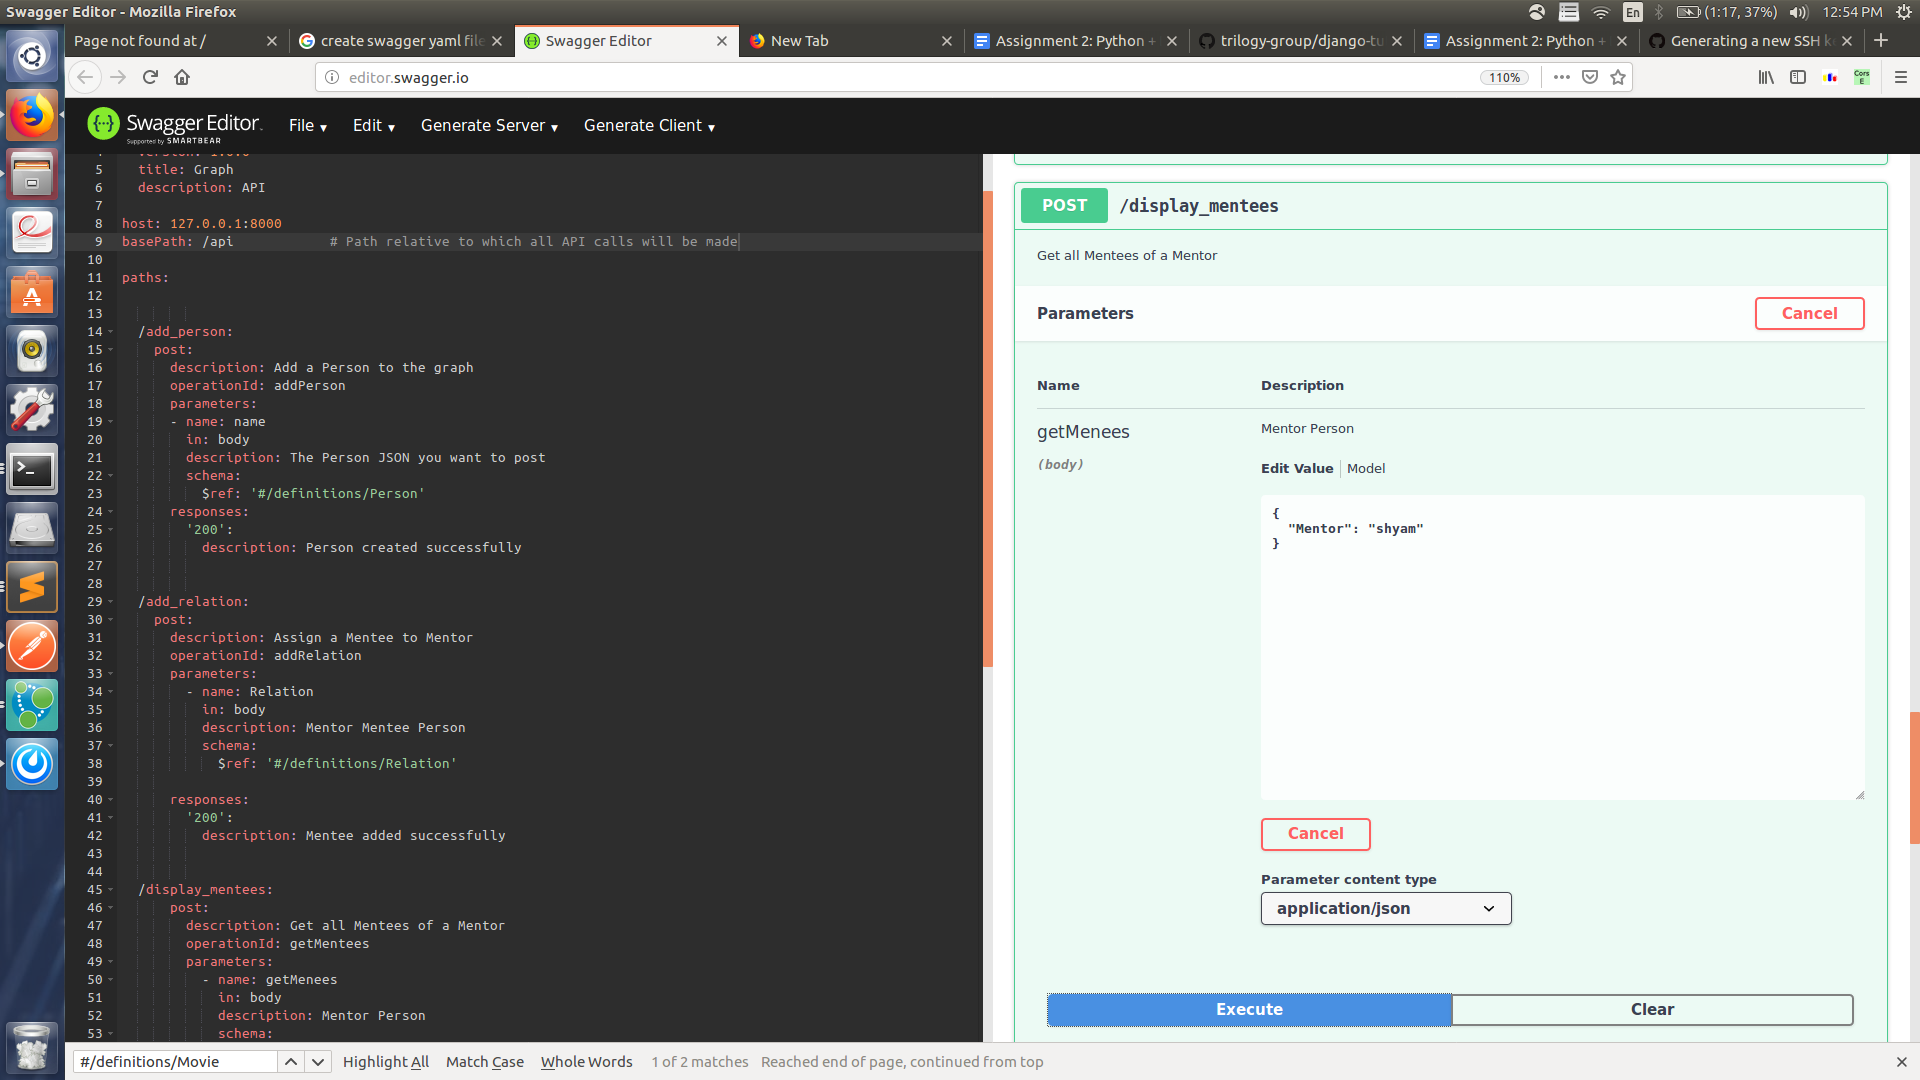 Swagger Editor - Mozilla Firefox
En
(1:17, 37%)
12:54 PM
Page not found at /
create swagger yaml file
Swagger Editor
New Tab
Assignment 2: Python +
trilogy-group/django-tu
Assignment 2: Python +
Generating a new SSH k
editor.swagger.io
110%
Cors
E
Swagger Editor
Supported by SMARTBEAR
File
Edit
Generate Server
Generate Client
5 title: Graph
6 description: API
7
8 host: 127.0.0.1:8000
9 basePath: /api # Path relative to which all API calls will be made
10
11 paths:
12
13
14 /add_person:
15 post:
16 description: Add a Person to the graph
17 operationId: addPerson
18 parameters:
19 - name: name
20 in: body
21 description: The Person JSON you want to post
22 schema:
23 $ref: '#/definitions/Person'
24 responses:
25 '200':
26 description: Person created successfully
27
28
29 /add_relation:
30 post:
31 description: Assign a Mentee to Mentor
32 operationId: addRelation
33 parameters:
34 - name: Relation
35 in: body
36 description: Mentor Mentee Person
37 schema:
38 $ref: '#/definitions/Relation'
39
40 responses:
41 '200':
42 description: Mentee added successfully
43
44
45 /display_mentees:
46 post:
47 description: Get all Mentees of a Mentor
48 operationId: getMentees
49 parameters:
50 - name: getMenees
51 in: body
52 description: Mentor Person
53 schema:
POST /display_mentees
Get all Mentees of a Mentor
Parameters
Cancel
Name
Description
getMenees
(body)
Mentor Person
Edit Value
Model
{
"Mentor": "shyam"
}
Cancel
Parameter content type
application/json
Execute
Clear
#/definitions/Movie
Highlight All
Match Case
Whole Words
1 of 2 matches
Reached end of page, continued from top